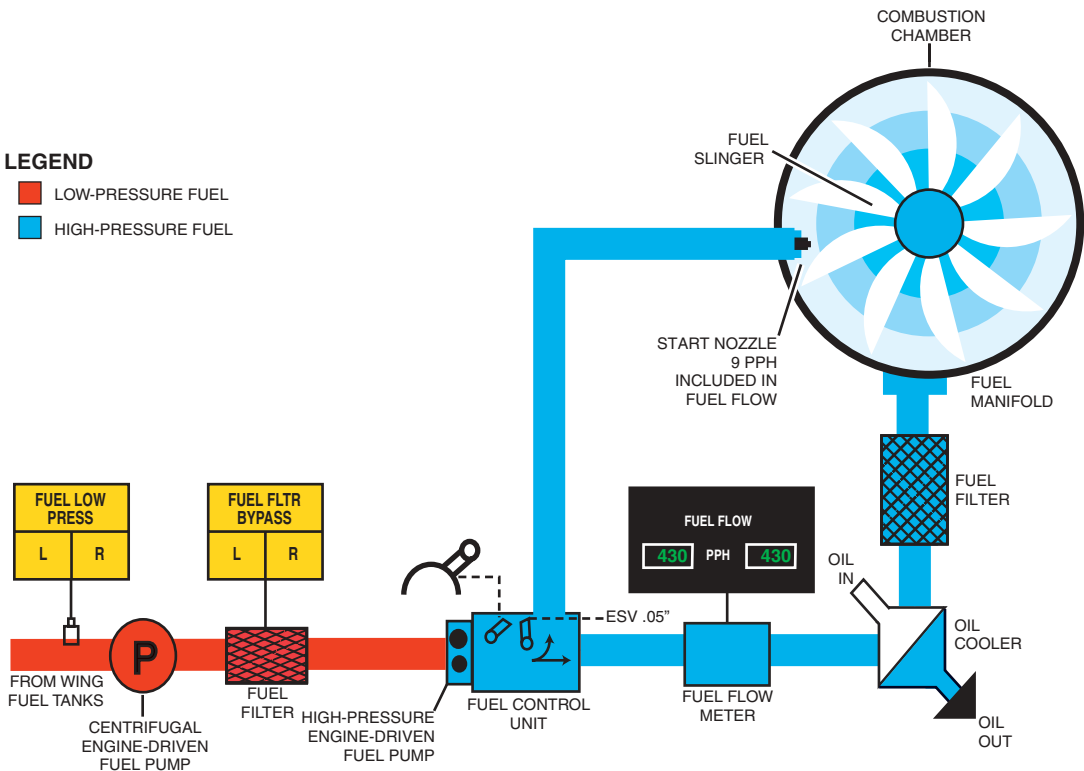 COMBUSTION
CHAMBER
FUEL
SLINGER
LEGEND
LOW-PRESSURE FUEL
HIGH-PRESSURE FUEL
START NOZZLE
9 PPH
INCLUDED IN
FUEL FLOW
FUEL
MANIFOLD
FUEL
FILTER
FUEL LOW
PRESS
L R
FUEL FLTR
BYPASS
L R
FUEL FLOW
430 PPH 430
OIL
IN
ESV .05"
OIL
COOLER
P
FROM WING
FUEL TANKS
CENTRIFUGAL
ENGINE-DRIVEN
FUEL PUMP
FUEL
FILTER
HIGH-PRESSURE
ENGINE-DRIVEN
FUEL PUMP
FUEL CONTROL
UNIT
FUEL FLOW
METER
OIL
OUT